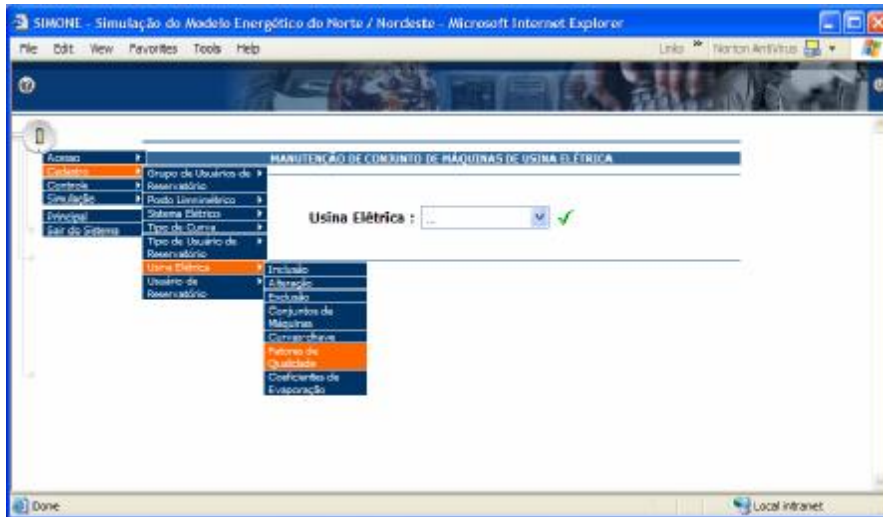 SIMONE - Simulação do Modelo Energético do Norte / Nordeste - Microsoft Internet Explorer
File Edit View Favorites Tools Help
Links » Norton AntiVirus
MANUTENÇÃO DE CONJUNTO DE MÁQUINAS DE USINA ELÉTRICA
Usina Elétrica : ...
Acesso
Cadastro
Controle
Simulação
Principal
Sair do Sistema
Grupo de Usuários de
Reservatório
Posto Limnimétrico
Sistema Elétrico
Tipo de Curva
Tipo de Usuário de
Reservatório
Usina Elétrica
Usuário de
Reservatório
Inclusão
Alteração
Exclusão
Conjuntos de
Máquinas
Curvas-chave
Fatores de
Qualidade
Coeficientes de
Evaporação
Done
Local intranet